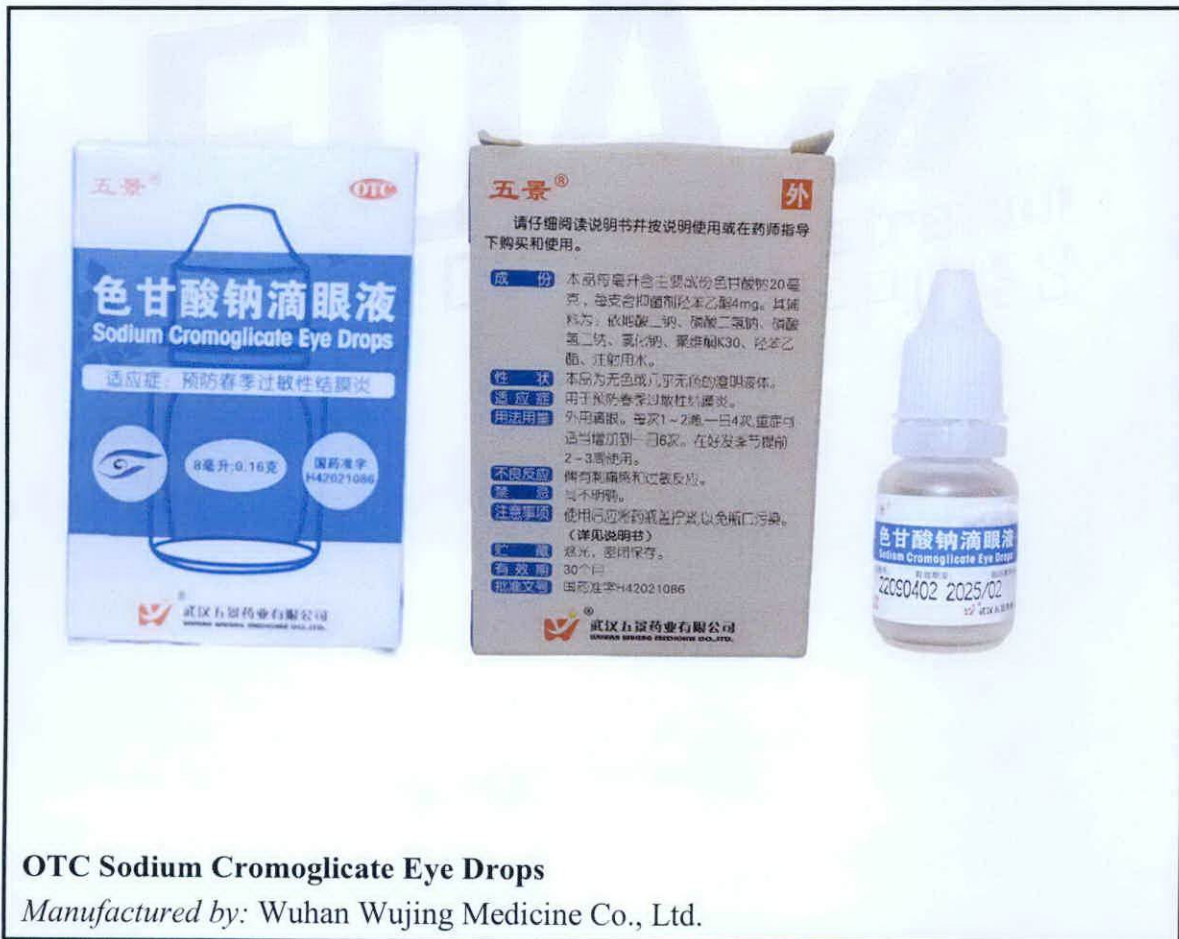 五景®
OTC
色甘酸钠滴眼液
Sodium Cromoglicate Eye Drops
适应症：预防春季过敏性结膜炎
8毫升:0.16克
国药准字
H42021086
武汉五景药业有限公司
WUHAN WUJING MEDICINE CO.,LTD.
五景®
外
请仔细阅读说明书并按说明使用或在药师指导
下购买和使用。
成份 本品每毫升含主要成份色甘酸钠20毫
克，每支含抑菌剂羟苯乙酯4mg。其辅
料为：依地酸二钠、磷酸二氢钠、磷酸
氢二钠、氯化钠、聚维酮K30、羟苯乙
酯、注射用水。
性状 本品为无色或几乎无色的澄明液体。
适应症 用于预防春季过敏性结膜炎。
用法用量 外用滴眼。每次1~2滴,一日4次,重症可
适当增加到一日6次。在好发季节提前
2~3周使用。
不良反应 偶有刺痛感和过敏反应。
禁忌 尚不明确。
注意事项 使用后应将药瓶盖拧紧,以免瓶口污染。
（详见说明书）
贮藏 遮光，密闭保存。
有效期 30个月
批准文号 国药准字H42021086
武汉五景药业有限公司
WUHAN WUJING MEDICINE CO.,LTD.
色甘酸钠滴眼液
Sodium Cromoglicate Eye Drops
22090402 2025/02
OTC Sodium Cromoglicate Eye Drops
Manufactured by: Wuhan Wujing Medicine Co., Ltd.